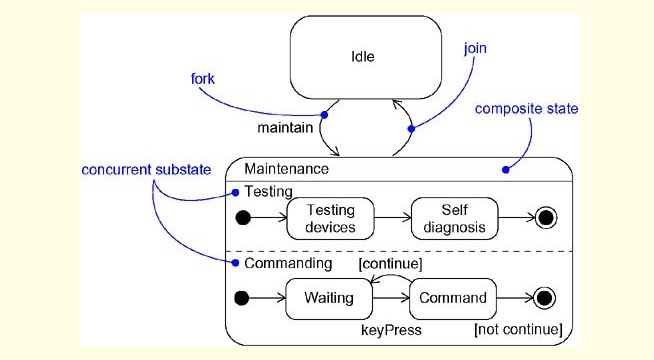 Idle
join
fork
composite state
maintain
concurrent substate
Maintenance
Testing
Testing
devices
Self
diagnosis
Commanding
[continue]
Waiting
Command
keyPress
[not continue]